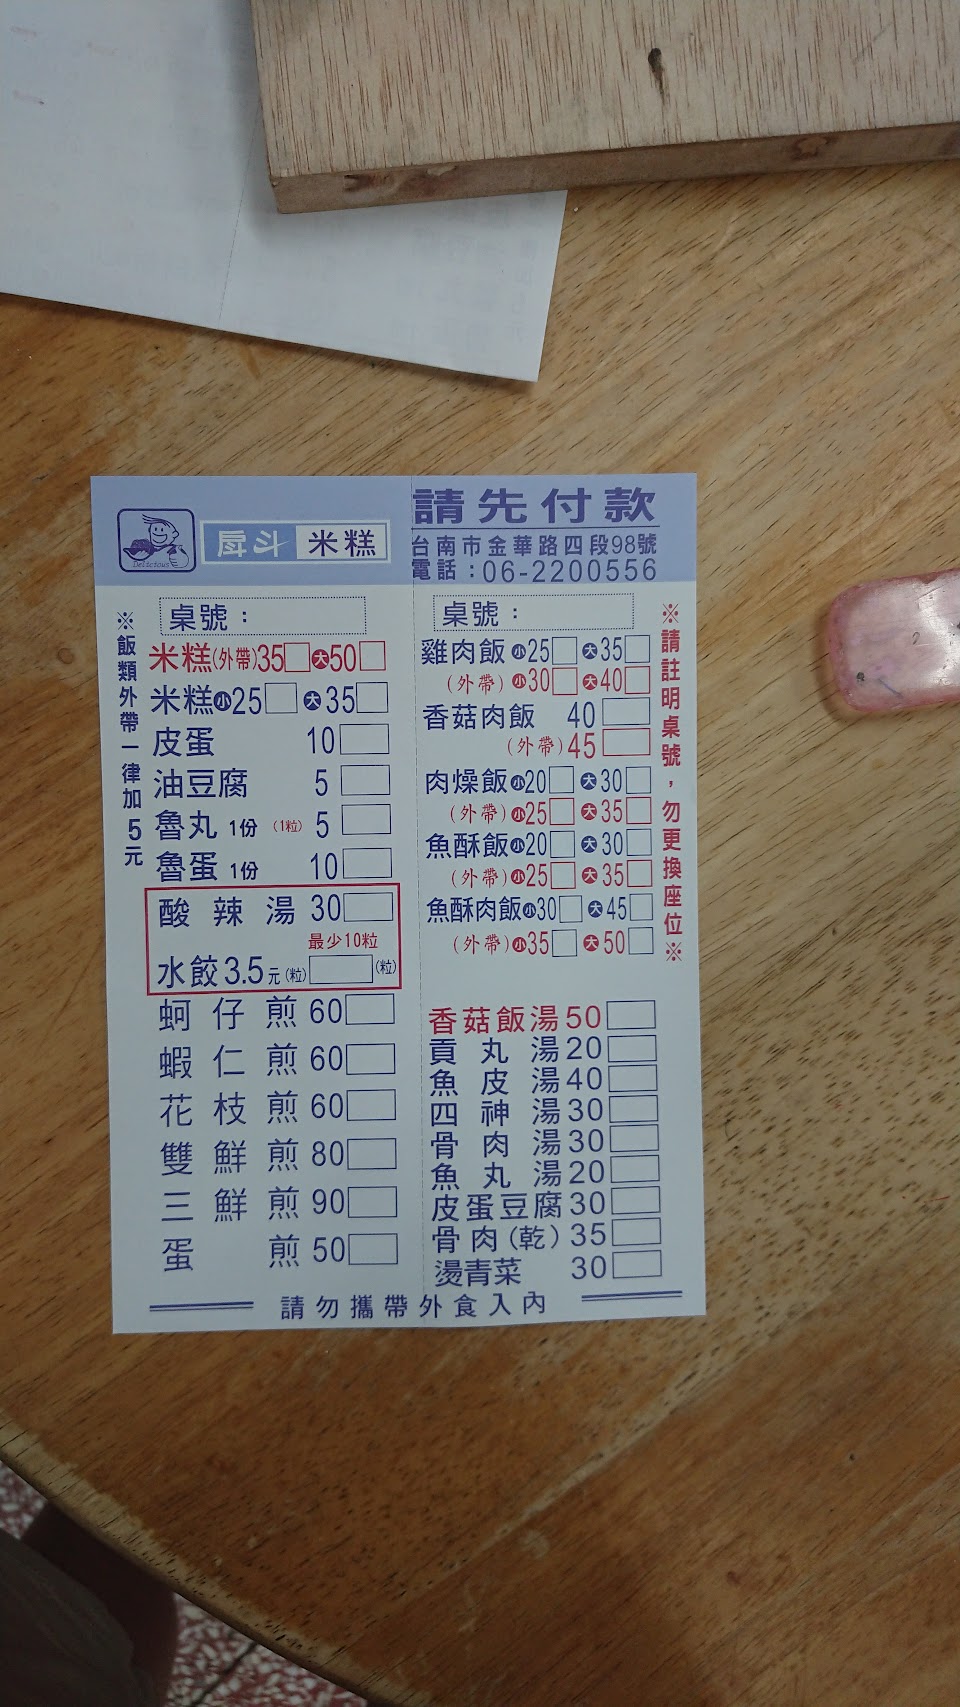 Delicious
戽斗 米糕
請先付款
台南市金華路四段98號
電話：06-2200556
※飯類外帶一律加5元
桌號：
米糕(外帶)35 大50
米糕小25 大35
皮蛋 10
油豆腐 5
魯丸 1份 (1粒) 5
魯蛋 1份 10
酸辣湯 30
最少10粒
水餃3.5元(粒) (粒)
蚵仔煎 60
蝦仁煎 60
花枝煎 60
雙鮮煎 80
三鮮煎 90
蛋煎 50
桌號：
雞肉飯 小25 大35
(外帶) 小30 大40
香菇肉飯 40
(外帶) 45
肉燥飯 小20 大30
(外帶) 小25 大35
魚酥飯 小20 大30
(外帶) 小25 大35
魚酥肉飯 小30 大45
(外帶) 小35 大50
香菇飯湯 50
貢丸湯 20
魚皮湯 40
四神湯 30
骨肉湯 30
魚丸湯 20
皮蛋豆腐 30
骨肉(乾) 35
燙青菜 30
※請註明桌號，勿更換座位※
請勿攜帶外食入內